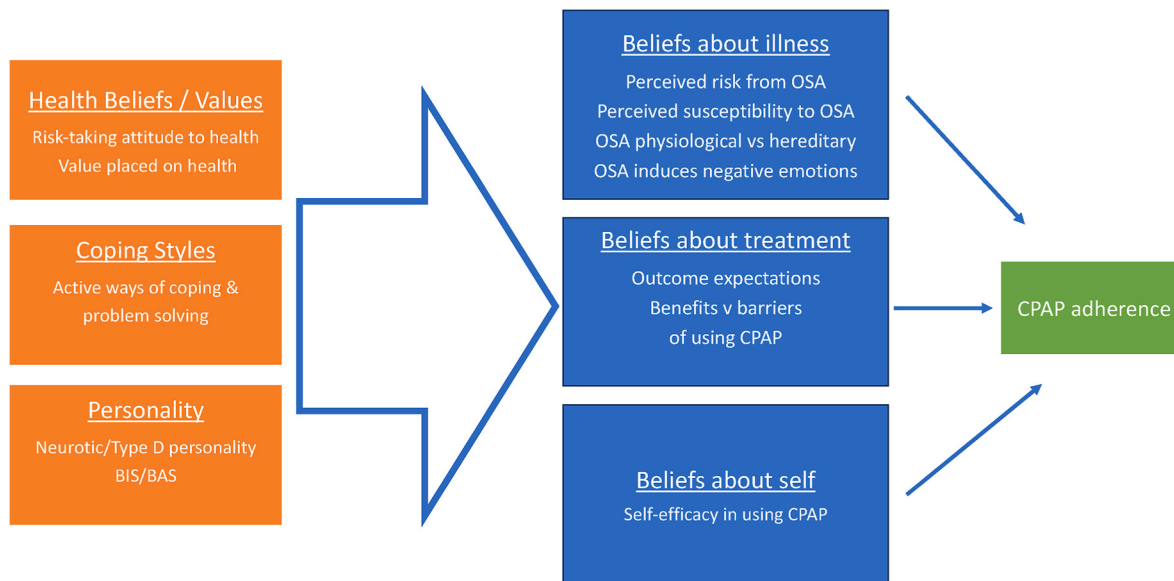 Health Beliefs / Values
Risk-taking attitude to health
Value placed on health
Coping Styles
Active ways of coping &
problem solving
Personality
Neurotic/Type D personality
BIS/BAS
Beliefs about illness
Perceived risk from OSA
Perceived susceptibility to OSA
OSA physiological vs hereditary
OSA induces negative emotions
Beliefs about treatment
Outcome expectations
Benefits v barriers
of using CPAP
Beliefs about self
Self-efficacy in using CPAP
CPAP adherence